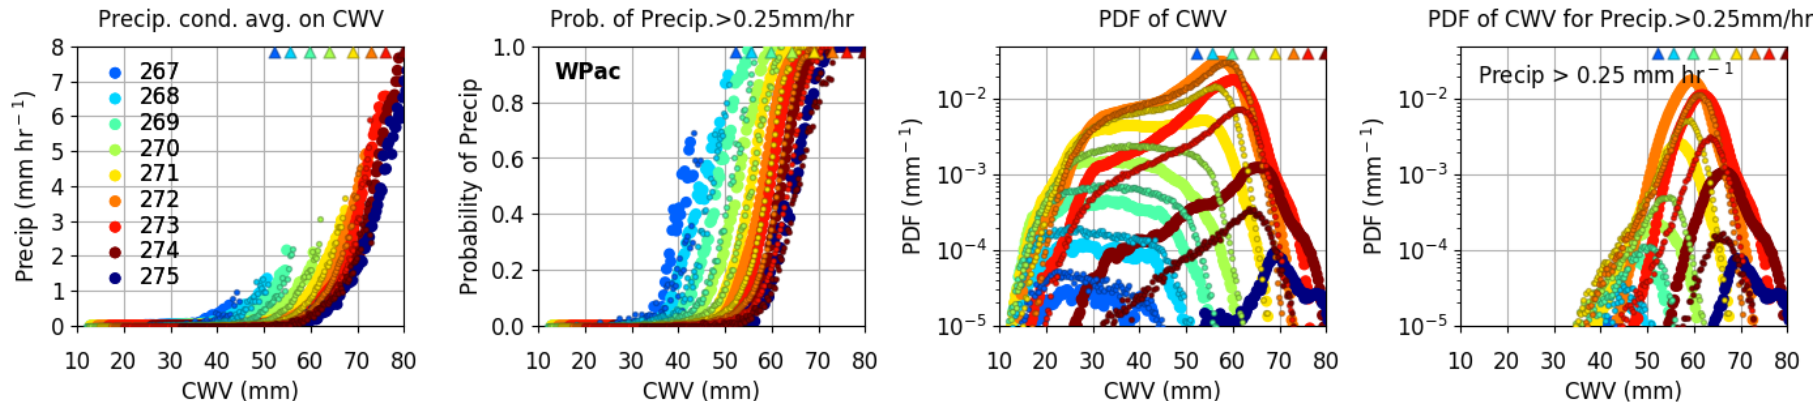 Precip. cond. avg. on CWV
8
7
6
5
4
3
2
1
0
Precip (mm hr⁻¹)
267
268
269
270
271
272
273
274
275
10 20 30 40 50 60 70 80
CWV (mm)
Prob. of Precip.>0.25mm/hr
1.0
0.8
0.6
0.4
0.2
0.0
Probability of Precip
WPac
10 20 30 40 50 60 70 80
CWV (mm)
PDF of CWV
10⁻²
10⁻³
10⁻⁴
10⁻⁵
PDF (mm⁻¹)
10 20 30 40 50 60 70 80
CWV (mm)
PDF of CWV for Precip.>0.25mm/hr
Precip > 0.25 mm hr⁻¹
10⁻²
10⁻³
10⁻⁴
10⁻⁵
PDF (mm⁻¹)
10 20 30 40 50 60 70 80
CWV (mm)